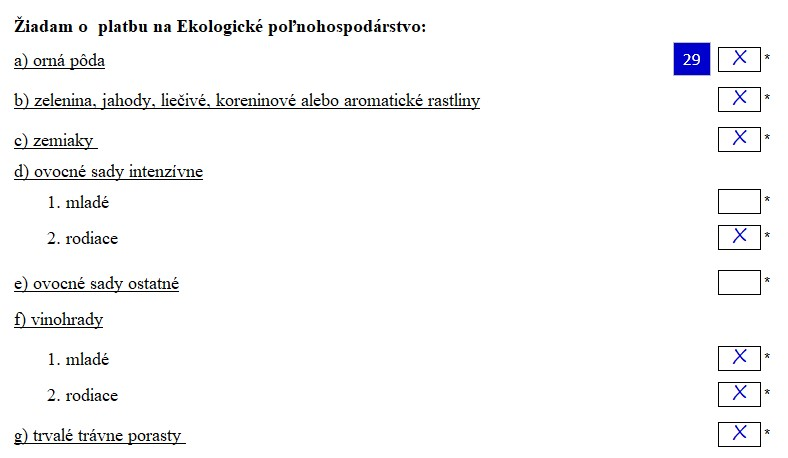 Žiadam o platbu na Ekologické poľnohospodárstvo:
a) orná pôda 29 X *
b) zelenina, jahody, liečivé, koreninové alebo aromatické rastliny X *
c) zemiaky X *
d) ovocné sady intenzívne
1. mladé *
2. rodiace X *
e) ovocné sady ostatné *
f) vinohrady
1. mladé X *
2. rodiace X *
g) trvalé trávne porasty X *